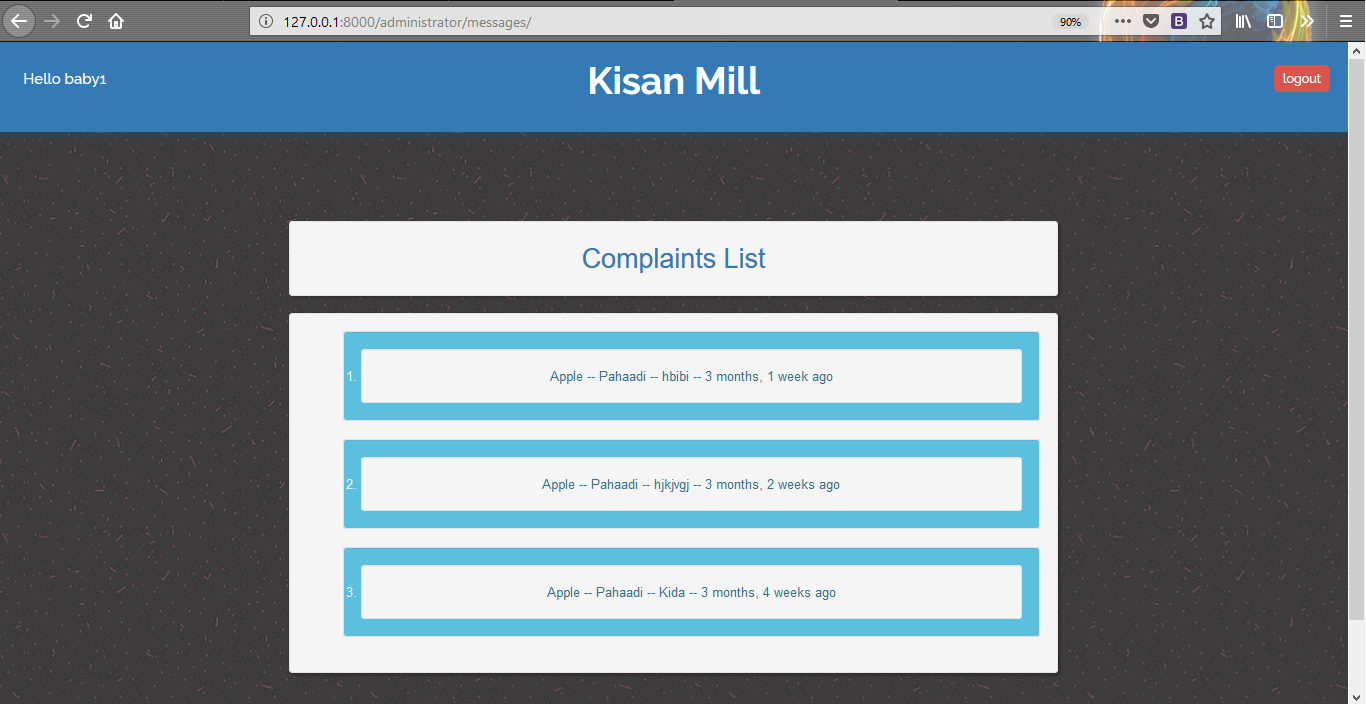 127.0.0.1:8000/administrator/messages/ 90%
Hello baby1
Kisan Mill
logout
Complaints List
1. Apple -- Pahaadi -- hbibi -- 3 months, 1 week ago
2. Apple -- Pahaadi -- hjkjvgj -- 3 months, 2 weeks ago
3. Apple -- Pahaadi -- Kida -- 3 months, 4 weeks ago